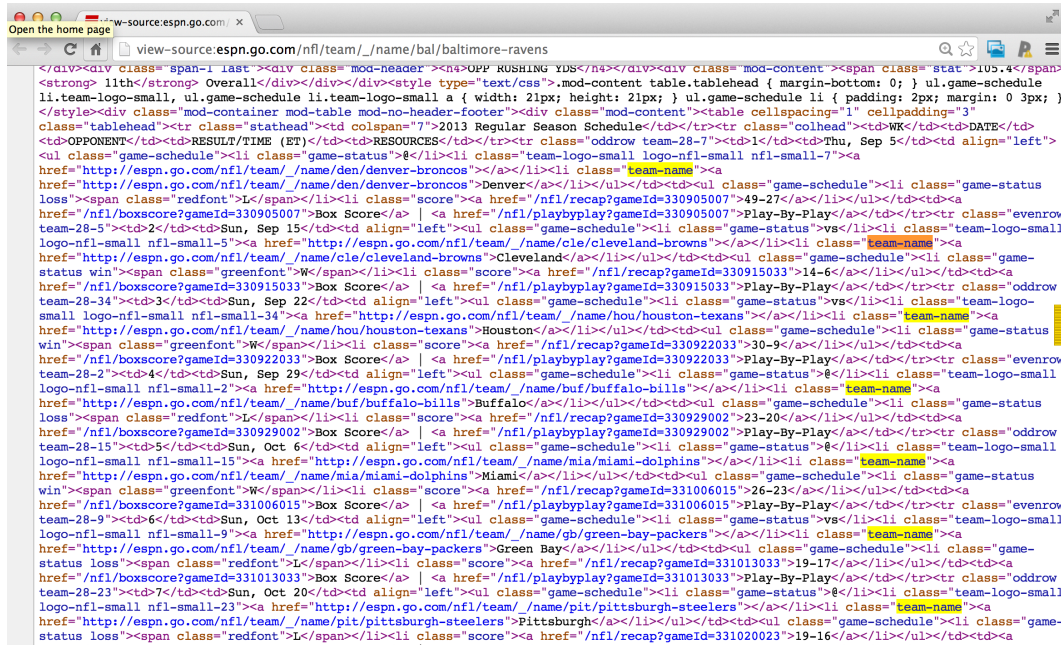 view-source:espn.go.com/ ×
Open the home page
view-source:espn.go.com/nfl/team/_/name/bal/baltimore-ravens
</div><div class="span-1 last"><div class="mod-header"><h4>OPP RUSHING YDS</h4></div><div class="mod-content"><span class="stat">105.4</span>
<strong> 11th</strong> Overall</div></div></div><style type="text/css">.mod-content table.tablehead { margin-bottom: 0; } ul.game-schedule
li.team-logo-small, ul.game-schedule li.team-logo-small a { width: 21px; height: 21px; } ul.game-schedule li { padding: 2px; margin: 0 3px; }
</style><div class="mod-container mod-table mod-no-header-footer"><div class="mod-content"><table cellspacing="1" cellpadding="3"
class="tablehead"><tr class="stathead"><td colspan="7">2013 Regular Season Schedule</td></tr><tr class="colhead"><td>WK</td><td>DATE</td>
<td>OPPONENT</td><td>RESULT/TIME (ET)</td><td>RESOURCES</td></tr><tr class="oddrow team-28-7"><td>1</td><td>Thu, Sep 5</td><td align="left">
<ul class="game-schedule"><li class="game-status">@</li><li class="team-logo-small logo-nfl-small nfl-small-7"><a
href="http://espn.go.com/nfl/team/_/name/den/denver-broncos"></a></li><li class="team-name"><a
href="http://espn.go.com/nfl/team/_/name/den/denver-broncos">Denver</a></li></ul></td><td><ul class="game-schedule"><li class="game-status
loss"><span class="redfont">L</span></li><li class="score"><a href="/nfl/recap?gameId=330905007">49-27</a></li></ul></td><td><a
href="/nfl/boxscore?gameId=330905007">Box Score</a> | <a href="/nfl/playbyplay?gameId=330905007">Play-By-Play</a></td></tr><tr class="evenrow
team-28-5"><td>2</td><td>Sun, Sep 15</td><td align="left"><ul class="game-schedule"><li class="game-status">vs</li><li class="team-logo-small
logo-nfl-small nfl-small-5"><a href="http://espn.go.com/nfl/team/_/name/cle/cleveland-browns"></a></li><li class="team-name"><a
href="http://espn.go.com/nfl/team/_/name/cle/cleveland-browns">Cleveland</a></li></ul></td><td><ul class="game-schedule"><li class="game-
status win"><span class="greenfont">W</span></li><li class="score"><a href="/nfl/recap?gameId=330915033">14-6</a></li></ul></td><td><a
href="/nfl/boxscore?gameId=330915033">Box Score</a> | <a href="/nfl/playbyplay?gameId=330915033">Play-By-Play</a></td></tr><tr class="oddrow
team-28-34"><td>3</td><td>Sun, Sep 22</td><td align="left"><ul class="game-schedule"><li class="game-status">vs</li><li class="team-logo-
small logo-nfl-small nfl-small-34"><a href="http://espn.go.com/nfl/team/_/name/hou/houston-texans"></a></li><li class="team-name"><a
href="http://espn.go.com/nfl/team/_/name/hou/houston-texans">Houston</a></li></ul></td><td><ul class="game-schedule"><li class="game-status
win"><span class="greenfont">W</span></li><li class="score"><a href="/nfl/recap?gameId=330922033">30-9</a></li></ul></td><td><a
href="/nfl/boxscore?gameId=330922033">Box Score</a> | <a href="/nfl/playbyplay?gameId=330922033">Play-By-Play</a></td></tr><tr class="evenrow
team-28-2"><td>4</td><td>Sun, Sep 29</td><td align="left"><ul class="game-schedule"><li class="game-status">@</li><li class="team-logo-small
logo-nfl-small nfl-small-2"><a href="http://espn.go.com/nfl/team/_/name/buf/buffalo-bills"></a></li><li class="team-name"><a
href="http://espn.go.com/nfl/team/_/name/buf/buffalo-bills">Buffalo</a></li></ul></td><td><ul class="game-schedule"><li class="game-status
loss"><span class="redfont">L</span></li><li class="score"><a href="/nfl/recap?gameId=330929002">23-20</a></li></ul></td><td><a
href="/nfl/boxscore?gameId=330929002">Box Score</a> | <a href="/nfl/playbyplay?gameId=330929002">Play-By-Play</a></td></tr><tr class="oddrow
team-28-15"><td>5</td><td>Sun, Oct 6</td><td align="left"><ul class="game-schedule"><li class="game-status">@</li><li class="team-logo-small
logo-nfl-small nfl-small-15"><a href="http://espn.go.com/nfl/team/_/name/mia/miami-dolphins"></a></li><li class="team-name"><a
href="http://espn.go.com/nfl/team/_/name/mia/miami-dolphins">Miami</a></li></ul></td><td><ul class="game-schedule"><li class="game-status
win"><span class="greenfont">W</span></li><li class="score"><a href="/nfl/recap?gameId=331006015">26-23</a></li></ul></td><td><a
href="/nfl/boxscore?gameId=331006015">Box Score</a> | <a href="/nfl/playbyplay?gameId=331006015">Play-By-Play</a></td></tr><tr class="evenrow
team-28-9"><td>6</td><td>Sun, Oct 13</td><td align="left"><ul class="game-schedule"><li class="game-status">vs</li><li class="team-logo-small
logo-nfl-small nfl-small-9"><a href="http://espn.go.com/nfl/team/_/name/gb/green-bay-packers"></a></li><li class="team-name"><a
href="http://espn.go.com/nfl/team/_/name/gb/green-bay-packers">Green Bay</a></li></ul></td><td><ul class="game-schedule"><li class="game-
status loss"><span class="redfont">L</span></li><li class="score"><a href="/nfl/recap?gameId=331013033">19-17</a></li></ul></td><td><a
href="/nfl/boxscore?gameId=331013033">Box Score</a> | <a href="/nfl/playbyplay?gameId=331013033">Play-By-Play</a></td></tr><tr class="oddrow
team-28-23"><td>7</td><td>Sun, Oct 20</td><td align="left"><ul class="game-schedule"><li class="game-status">@</li><li class="team-logo-small
logo-nfl-small nfl-small-23"><a href="http://espn.go.com/nfl/team/_/name/pit/pittsburgh-steelers"></a></li><li class="team-name"><a
href="http://espn.go.com/nfl/team/_/name/pit/pittsburgh-steelers">Pittsburgh</a></li></ul></td><td><ul class="game-schedule"><li class="game-
status loss"><span class="redfont">L</span></li><li class="score"><a href="/nfl/recap?gameId=331020023">19-16</a></li></ul></td><td><a